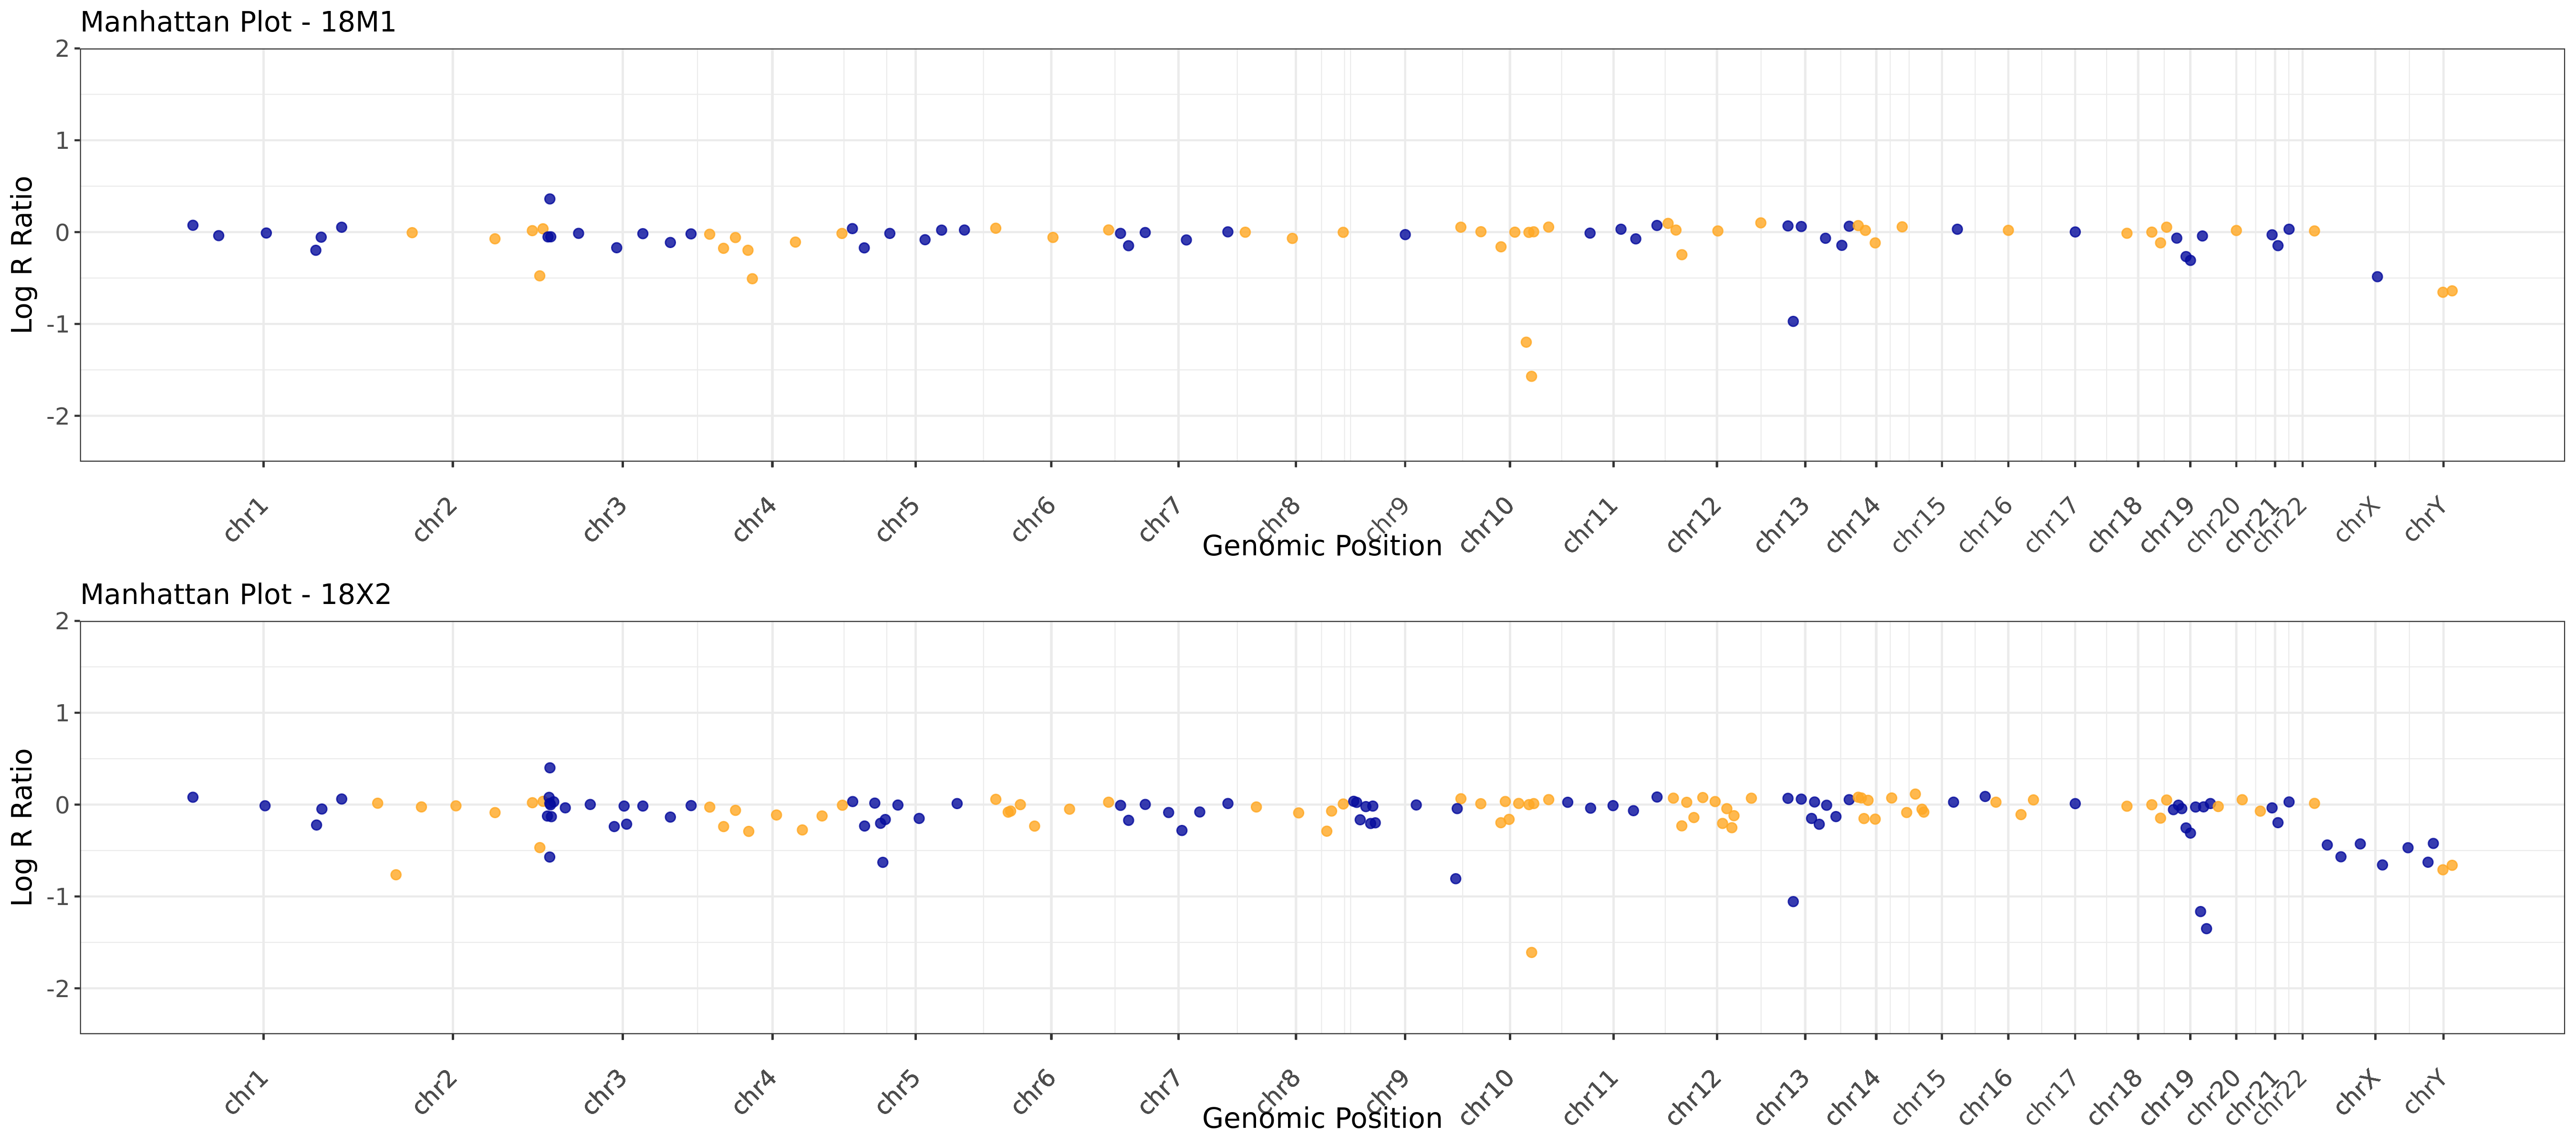 Manhattan Plot - 18M1
Log R Ratio
2
1
0
-1
-2
chr1 chr2 chr3 chr4 chr5 chr6 chr7 chr8 chr9 chr10 chr11 chr12 chr13 chr14 chr15 chr16 chr17 chr18 chr19 chr20 chr21 chr22 chrX chrY
Genomic Position
Manhattan Plot - 18X2
Log R Ratio
2
1
0
-1
-2
chr1 chr2 chr3 chr4 chr5 chr6 chr7 chr8 chr9 chr10 chr11 chr12 chr13 chr14 chr15 chr16 chr17 chr18 chr19 chr20 chr21 chr22 chrX chrY
Genomic Position